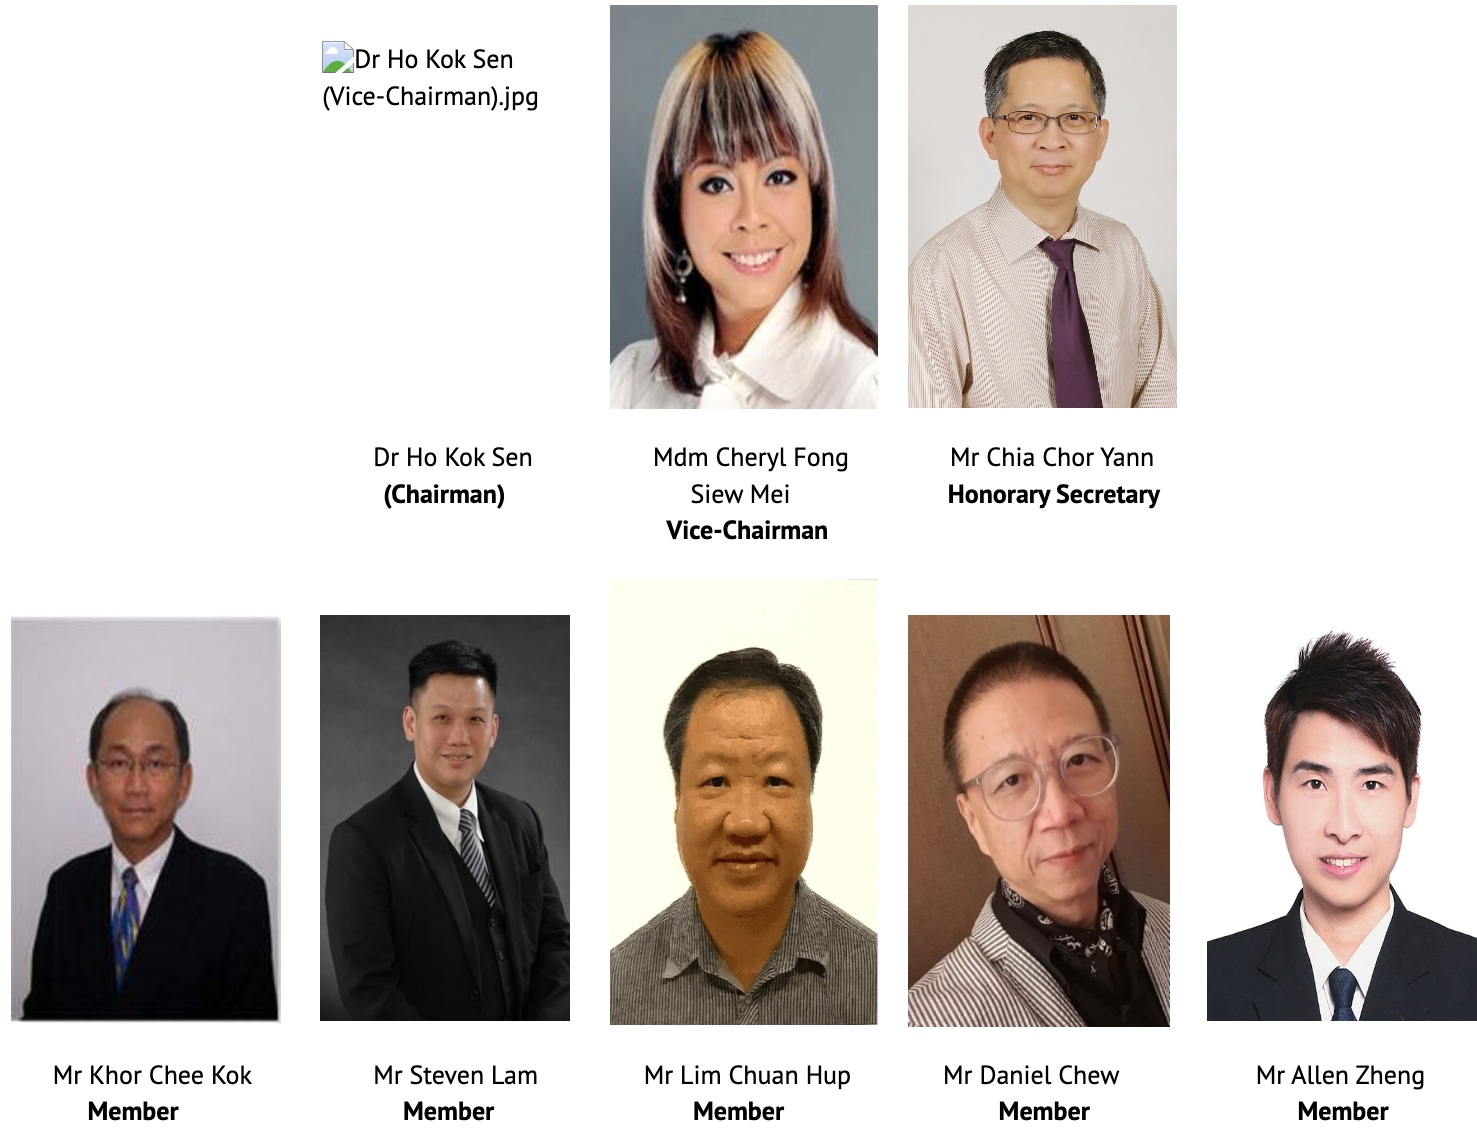 Dr Ho Kok Sen
(Vice-Chairman).jpg
Dr Ho Kok Sen
(Chairman)
Mdm Cheryl Fong
Siew Mei
Vice-Chairman
Mr Chia Chor Yann
Honorary Secretary
Mr Khor Chee Kok
Member
Mr Steven Lam
Member
Mr Lim Chuan Hup
Member
Mr Daniel Chew
Member
Mr Allen Zheng
Member